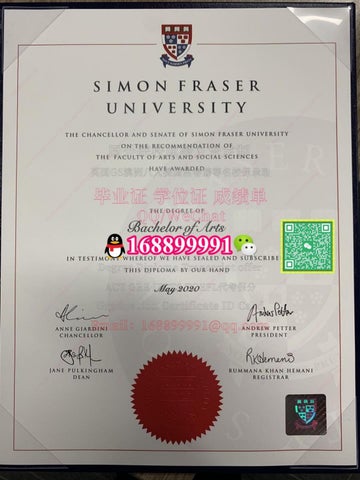 SIMON FRASER
UNIVERSITY
THE CHANCELLOR AND SENATE OF SIMON FRASER UNIVERSITY
ON THE RECOMMENDATION OF
THE FACULTY OF ARTS AND SOCIAL SCIENCES
HAVE AWARDED
毕业证 学位证 成绩单
THE DEGREE OF
Bachelor of Arts
168899991
IN TESTIMONY WHEREOF WE HAVE SEALED AND SUBSCRIBE
THIS DIPLOMA BY OUR HAND
May 2020
ANNE GIARDINI
CHANCELLOR
ANDREW PETTER
PRESIDENT
Email: 168899991@qq.
JANE PULKINGHAM
DEAN
RUMMANA KHAN HEMANI
REGISTRAR